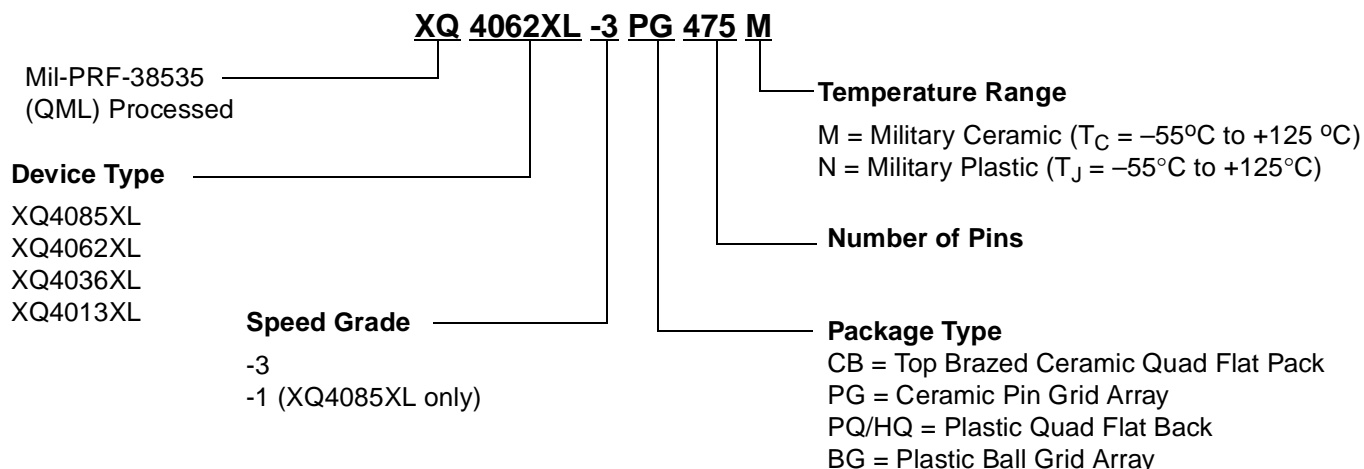 XQ 4062XL -3 PG 475 M
Mil-PRF-38535
(QML) Processed
Device Type
XQ4085XL
XQ4062XL
XQ4036XL
XQ4013XL
Speed Grade
-3
-1 (XQ4085XL only)
Temperature Range
M = Military Ceramic (TC = –55oC to +125 oC)
N = Military Plastic (TJ = –55°C to +125°C)
Number of Pins
Package Type
CB = Top Brazed Ceramic Quad Flat Pack
PG = Ceramic Pin Grid Array
PQ/HQ = Plastic Quad Flat Back
BG = Plastic Ball Grid Array